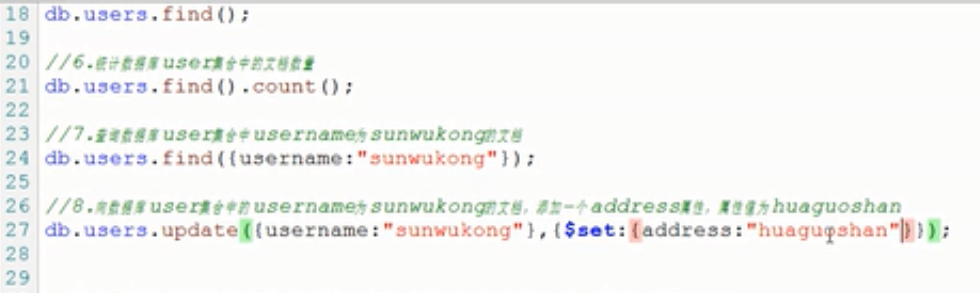 18 db.users.find();
19
20 //6.统计数据库user集合中的文档数量
21 db.users.find().count();
22
23 //7.查询数据库user集合中username为sunwukong的文档
24 db.users.find({username:"sunwukong"});
25
26 //8.向数据库user集合中的username为sunwukong的文档，添加一个address属性，属性值为huaguoshan
27 db.users.update({username:"sunwukong"},{$set:{address:"huaguoshan"}});
28
29